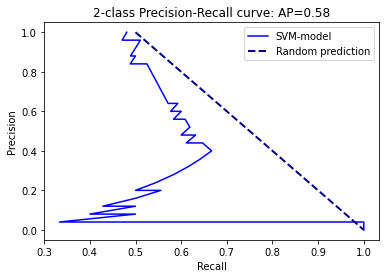 2-class Precision-Recall curve: AP=0.58
SVM-model
Random prediction
Precision
1.0
0.8
0.6
0.4
0.2
0.0
0.3 0.4 0.5 0.6 0.7 0.8 0.9 1.0
Recall